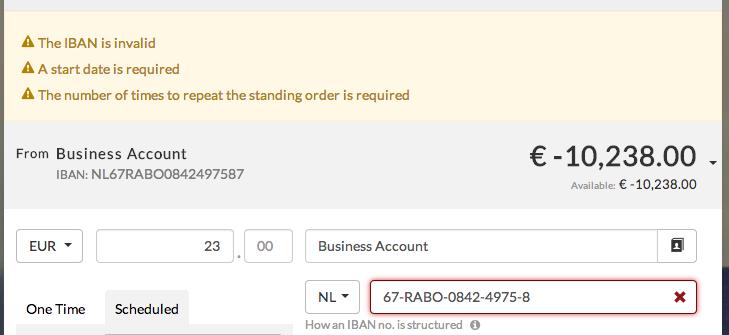 The IBAN is invalid
A start date is required
The number of times to repeat the standing order is required
From Business Account € -10,238.00
IBAN: NL67RABO0842497587 Available: € -10,238.00
EUR 23 . 00 Business Account
NL 67-RABO-0842-4975-8
One Time Scheduled
How an IBAN no. is structured